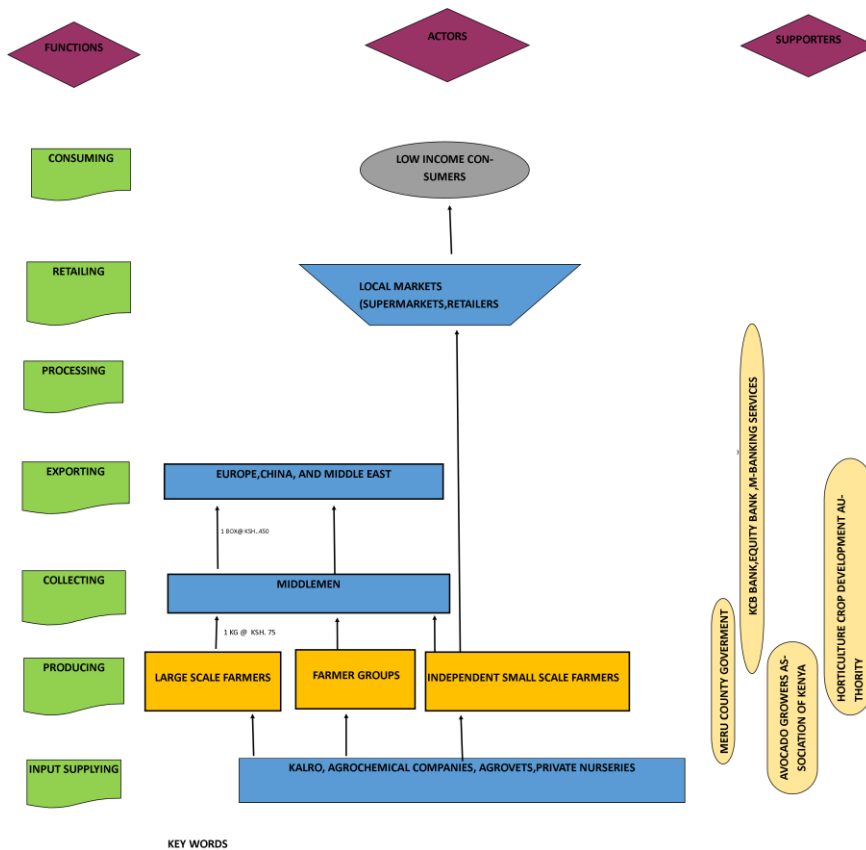 FUNCTIONS
ACTORS
SUPPORTERS
CONSUMING
LOW INCOME CON-
SUMERS
RETAILING
LOCAL MARKETS
(SUPERMARKETS,RETAILERS
PROCESSING
EXPORTING
EUROPE,CHINA, AND MIDDLE EAST
1 BOX@ KSH..450
COLLECTING
MIDDLEMEN
1 KG @ KSH. 75
PRODUCING
LARGE SCALE FARMERS
FARMER GROUPS
INDEPENDENT SMALL SCALE FARMERS
INPUT SUPPLYING
KALRO, AGROCHEMICAL COMPANIES, AGROVETS,PRIVATE NURSERIES
MERU COUNTY GOVERMENT
KCB BANK,EQUITY BANK ,M-BANKING SERVICES
AVOCADO GROWERS AS-
SOCIATION OF KENYA
HORTICULTURE CROP DEVELOPMENT AU-
THORITY
KEY WORDS